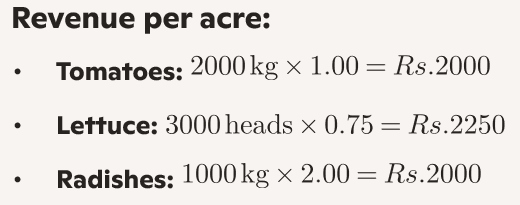 Revenue per acre:
• Tomatoes: 2000 kg × 1.00 = Rs.2000
• Lettuce: 3000 heads × 0.75 = Rs.2250
• Radishes: 1000 kg × 2.00 = Rs.2000